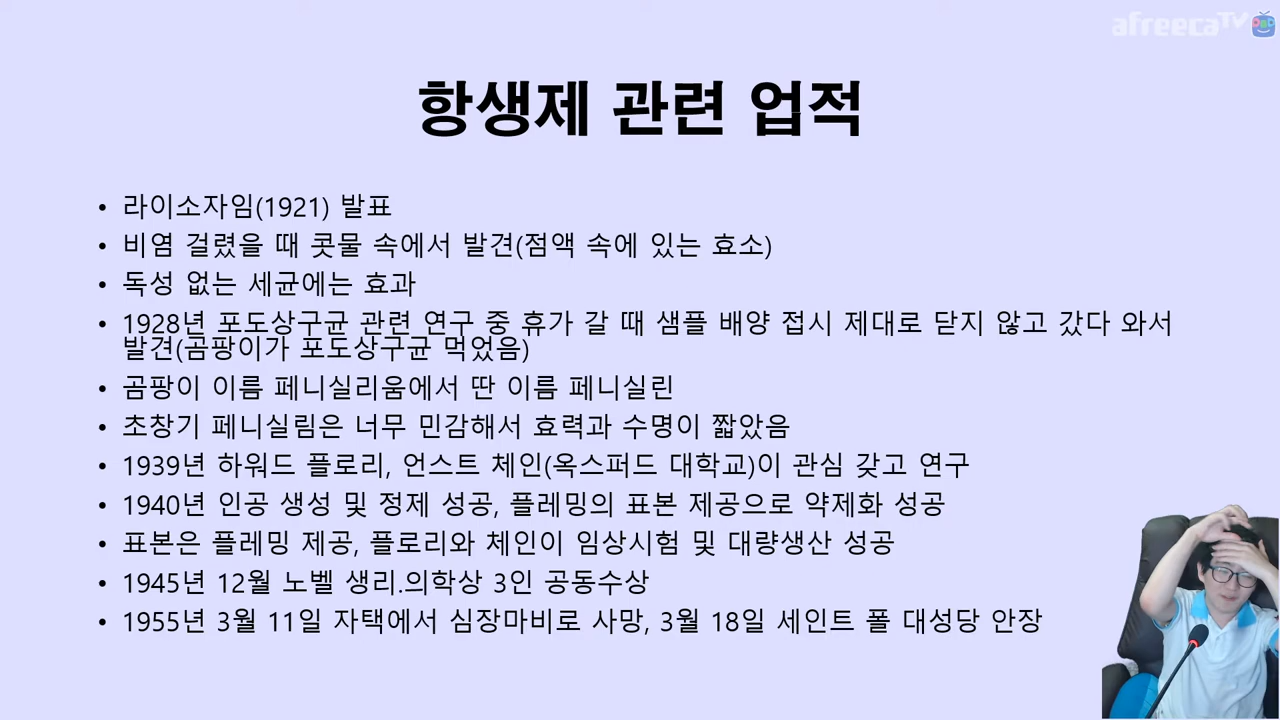 afreecaTV
항생제 관련 업적
• 라이소자임(1921) 발표
• 비염 걸렸을 때 콧물 속에서 발견(점액 속에 있는 효소)
• 독성 없는 세균에는 효과
• 1928년 포도상구균 관련 연구 중 휴가 갈 때 샘플 배양 접시 제대로 닫지 않고 갔다 와서
발견(곰팡이가 포도상구균 먹었음)
• 곰팡이 이름 페니실리움에서 딴 이름 페니실린
• 초창기 페니실림은 너무 민감해서 효력과 수명이 짧았음
• 1939년 하워드 플로리, 언스트 체인(옥스퍼드 대학교)이 관심 갖고 연구
• 1940년 인공 생성 및 정제 성공, 플레밍의 표본 제공으로 약제화 성공
• 표본은 플레밍 제공, 플로리와 체인이 임상시험 및 대량생산 성공
• 1945년 12월 노벨 생리.의학상 3인 공동수상
• 1955년 3월 11일 자택에서 심장마비로 사망, 3월 18일 세인트 폴 대성당 안장